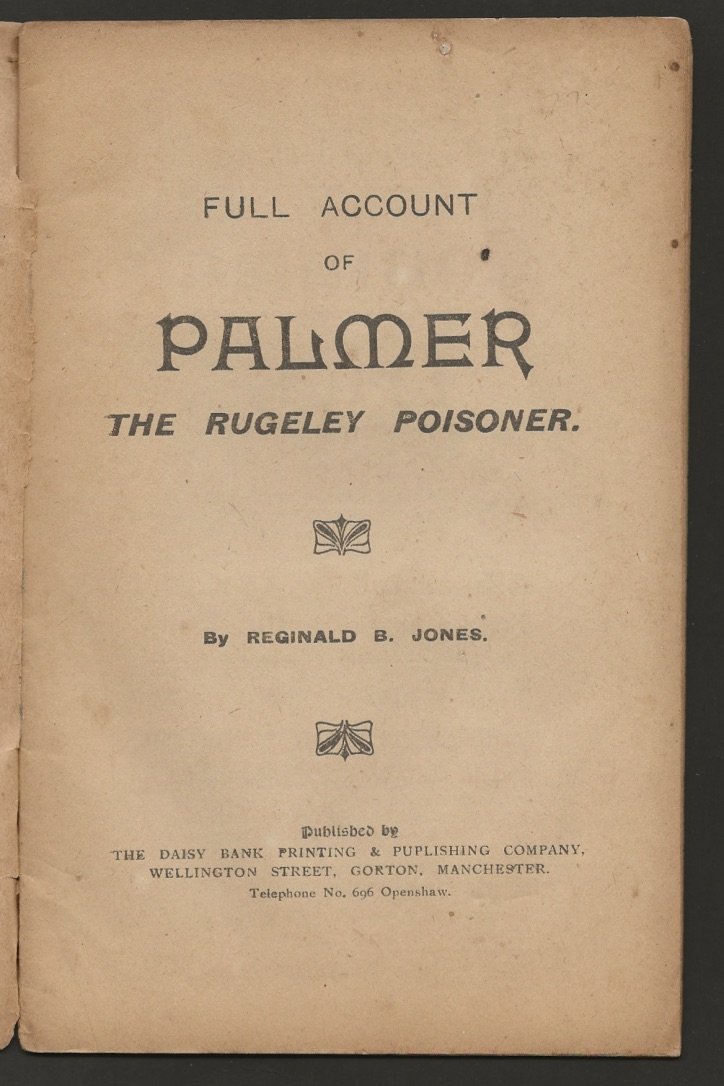 FULL ACCOUNT
OF
PALMER
THE RUGELEY POISONER.
By REGINALD B. JONES.
Published by
THE DAISY BANK PRINTING & PUPLISHING COMPANY,
WELLINGTON STREET, GORTON, MANCHESTER.
Telephone No. 696 Openshaw.